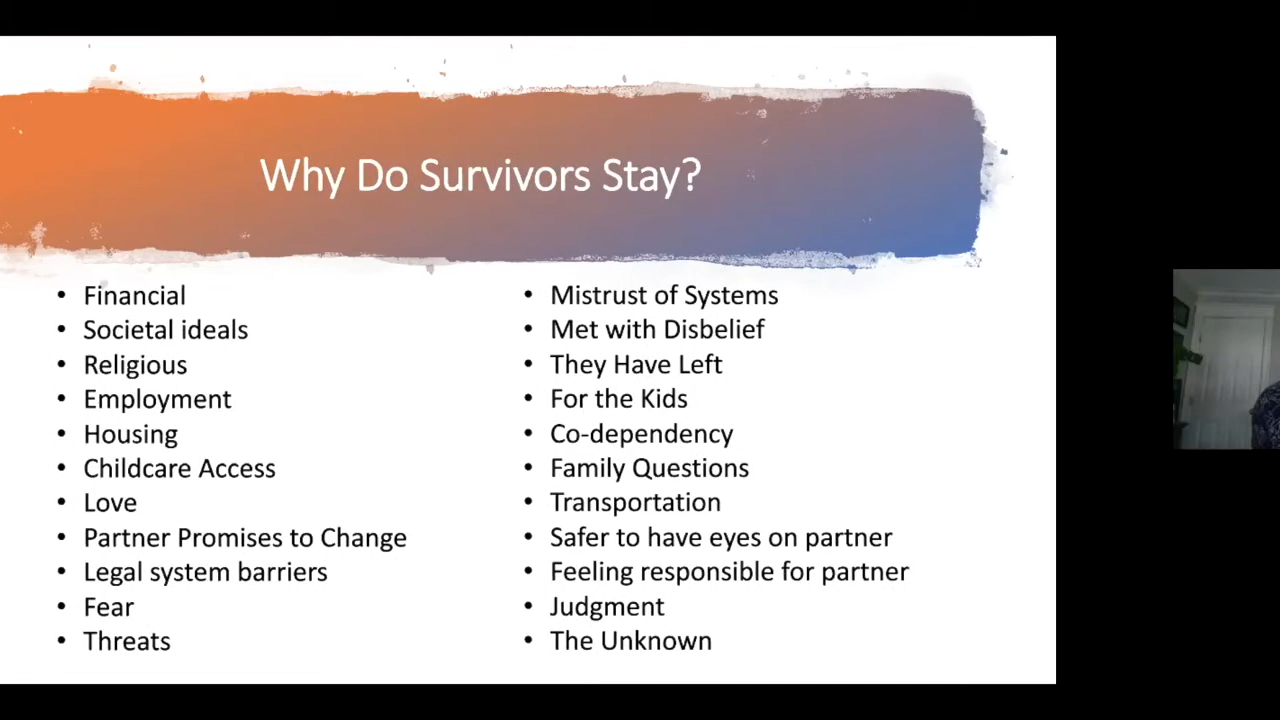 Why Do Survivors Stay?
• Financial
• Societal ideals
• Religious
• Employment
• Housing
• Childcare Access
• Love
• Partner Promises to Change
• Legal system barriers
• Fear
• Threats
• Mistrust of Systems
• Met with Disbelief
• They Have Left
• For the Kids
• Co-dependency
• Family Questions
• Transportation
• Safer to have eyes on partner
• Feeling responsible for partner
• Judgment
• The Unknown